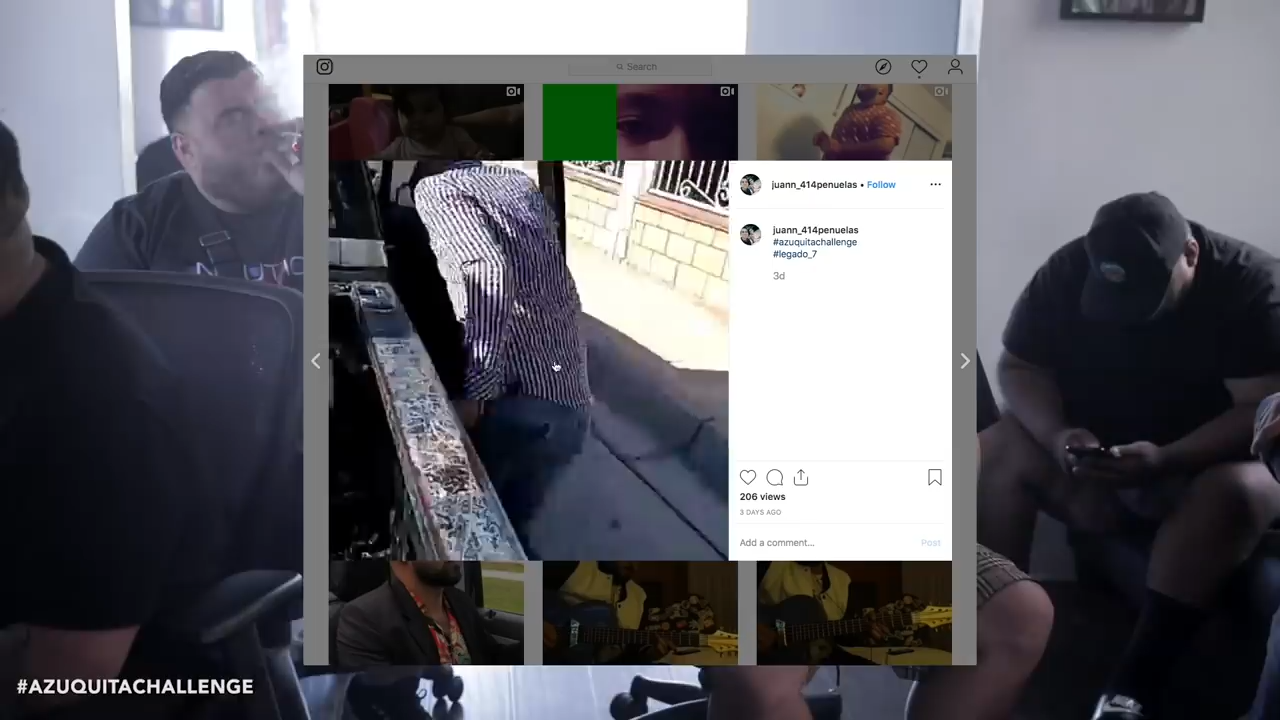 Search
juann_414penuelas • Follow
juann_414penuelas
#azuquitachallenge
#legado_7
3d
206 views
3 DAYS AGO
Add a comment...
Post
#AZUQUITACHALLENGE